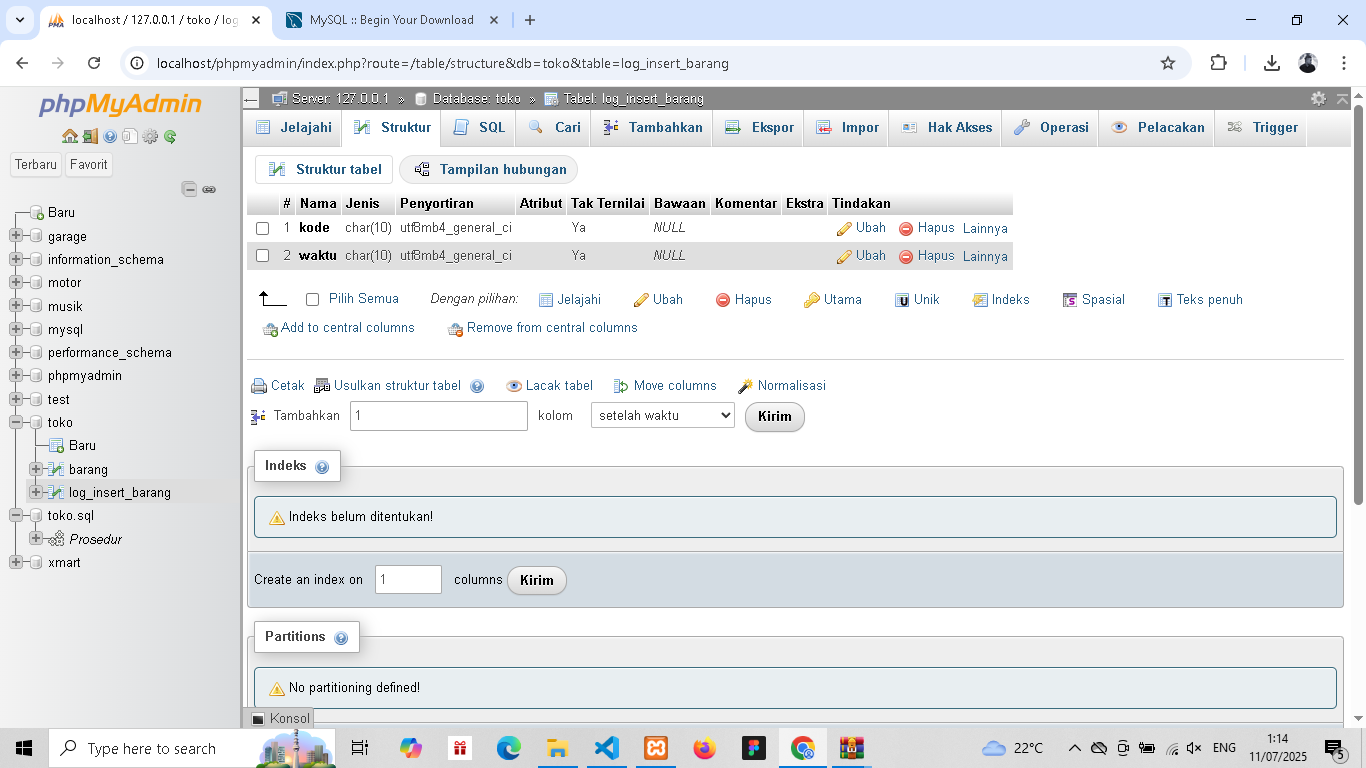 localhost / 127.0.0.1 / toko / log
MySQL :: Begin Your Download
localhost/phpmyadmin/index.php?route=/table/structure&db=toko&table=log_insert_barang
phpMyAdmin
Terbaru Favorit
Baru
garage
information_schema
motor
musik
mysql
performance_schema
phpmyadmin
test
toko
Baru
barang
log_insert_barang
toko.sql
Prosedur
xmart
Server: 127.0.0.1 » Database: toko » Tabel: log_insert_barang
Jelajahi Struktur SQL Cari Tambahkan Ekspor Impor Hak Akses Operasi Pelacakan Trigger
Struktur tabel Tampilan hubungan
# Nama Jenis Penyortiran Atribut Tak Ternilai Bawaan Komentar Ekstra Tindakan
1 kode char(10) utf8mb4_general_ci Ya NULL Ubah Hapus Lainnya
2 waktu char(10) utf8mb4_general_ci Ya NULL Ubah Hapus Lainnya
Pilih Semua Dengan pilihan: Jelajahi Ubah Hapus Utama Unik Indeks Spasial Teks penuh
Add to central columns Remove from central columns
Cetak Usulkan struktur tabel Lacak tabel Move columns Normalisasi
Tambahkan 1 kolom setelah waktu Kirim
Indeks
Indeks belum ditentukan!
Create an index on 1 columns Kirim
Partitions
No partitioning defined!
Konsol
Type here to search
22°C
ENG
1:14
11/07/2025
5